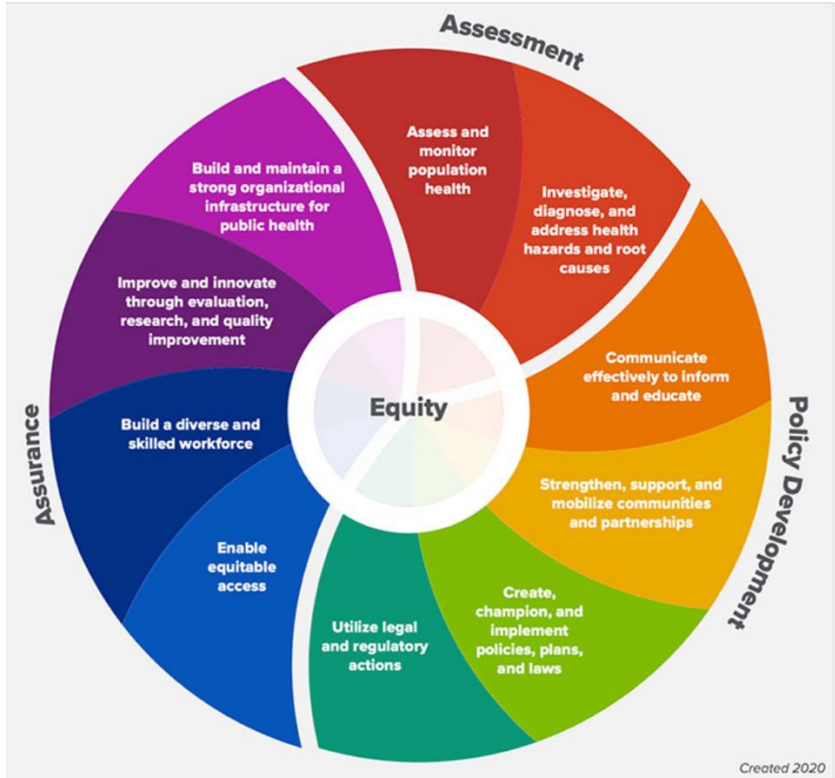 Assessment
Assess and
monitor
population
health
Investigate,
diagnose, and
address health
hazards and root
causes
Communicate
effectively to inform
and educate
Strengthen, support, and
mobilize communities
and partnerships
Create,
champion, and
implement
policies, plans,
and laws
Utilize legal
and regulatory
actions
Policy Development
Enable
equitable
access
Build a diverse and
skilled workforce
Improve and innovate
through evaluation,
research, and quality
improvement
Build and maintain a
strong organizational
infrastructure for
public health
Assurance
Equity
Created 2020